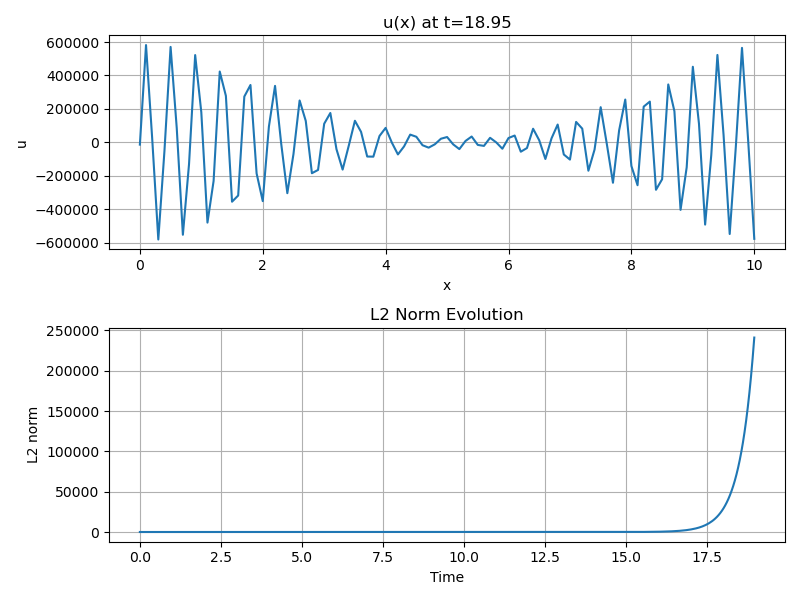 u(x) at t=18.95
600000
400000
200000
0
−200000
−400000
−600000
u
0 2 4 6 8 10
x
L2 Norm Evolution
250000
200000
150000
100000
50000
0
L2 norm
0.0 2.5 5.0 7.5 10.0 12.5 15.0 17.5
Time